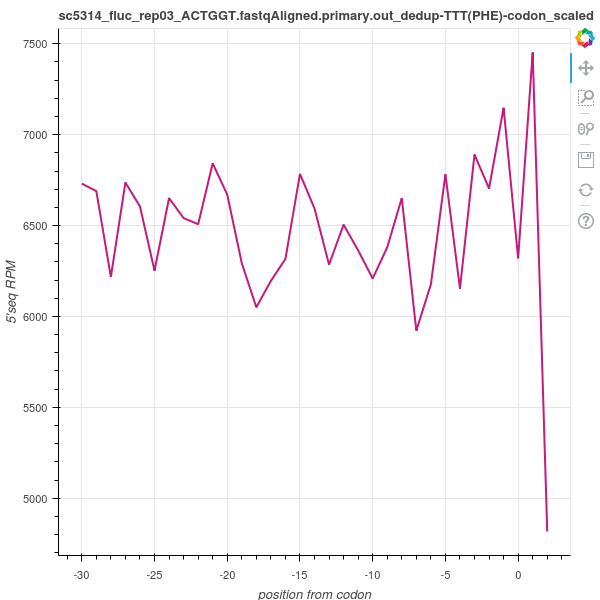 sc5314_fluc_rep03_ACTGGT.fastqAligned.primary.out_dedup-TTT(PHE)-codon_scaled
7500
7000
6500
6000
5500
5000
5'seq RPM
-30 -25 -20 -15 -10 -5 0
position from codon